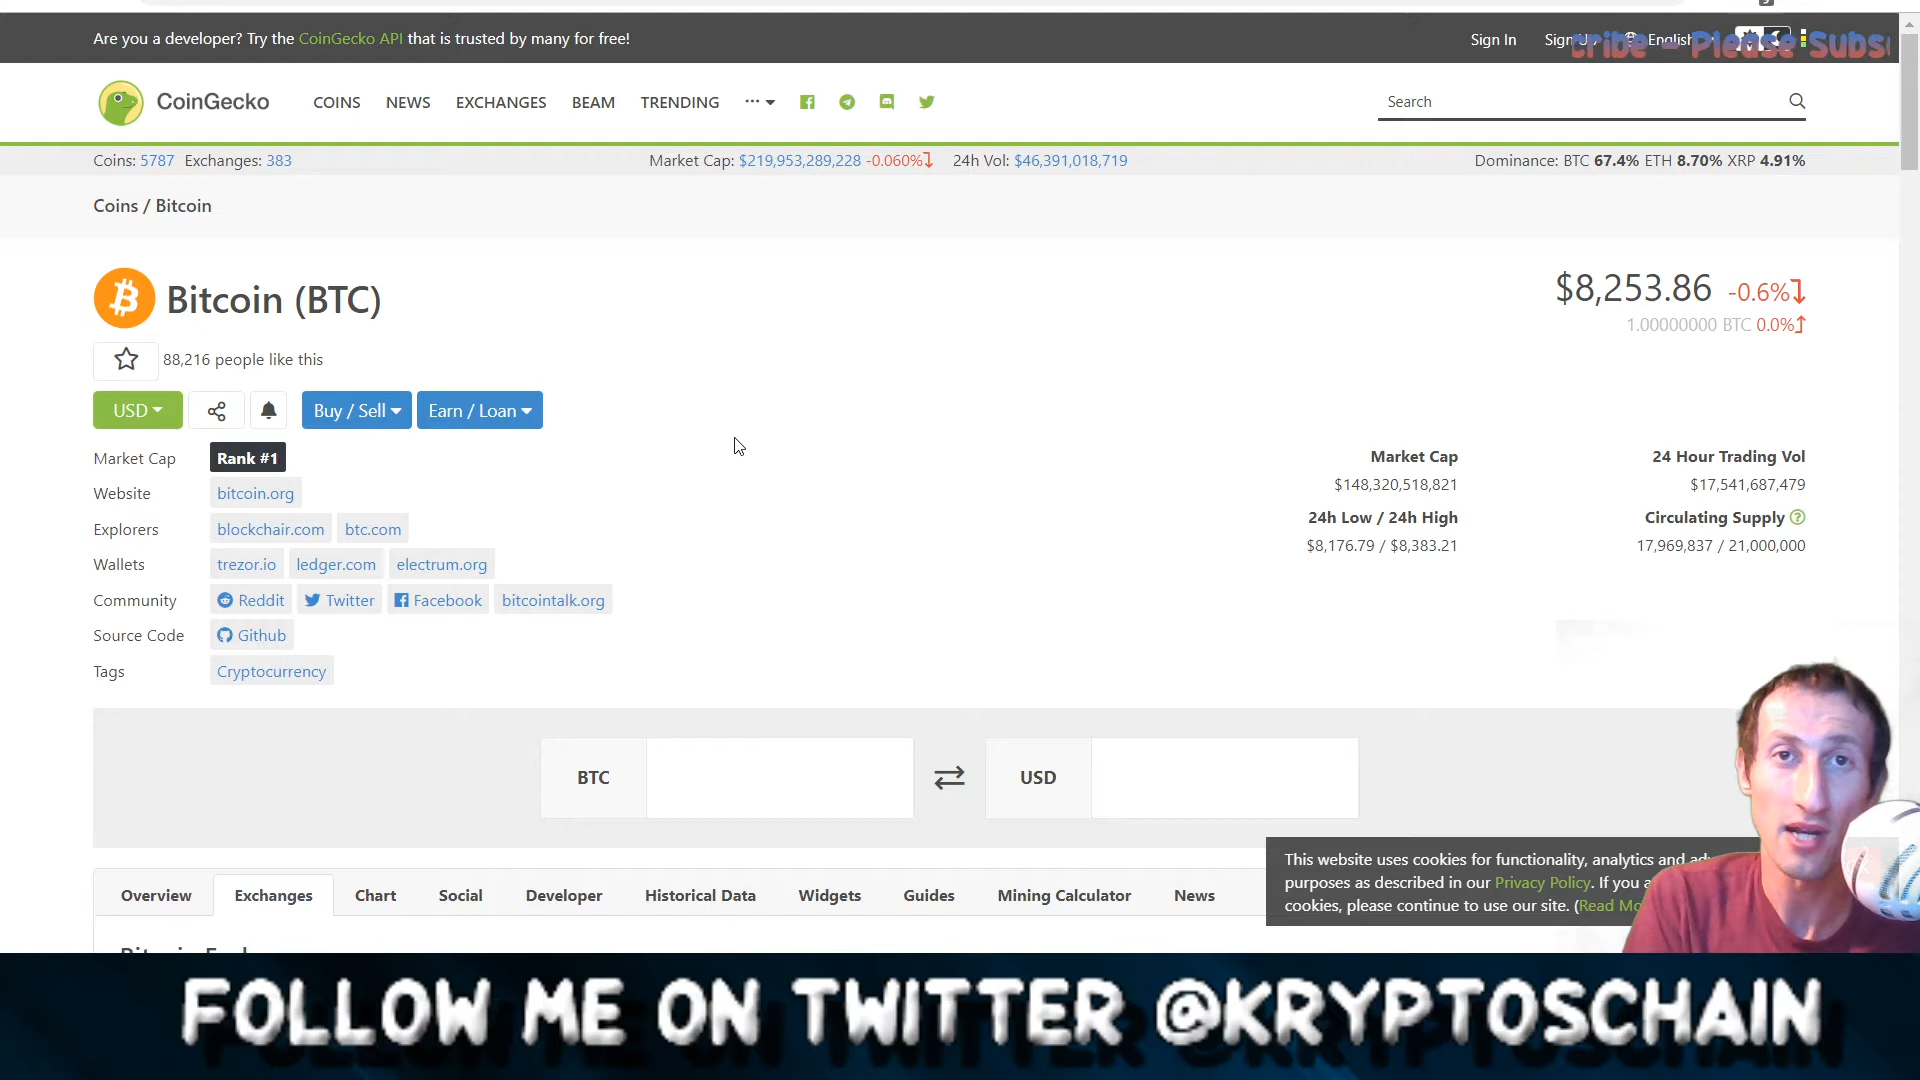 Are you a developer? Try the CoinGecko API that is trusted by many for free!
Sign In
English
cribe - Please Subs
CoinGecko
COINS NEWS EXCHANGES BEAM TRENDING
Search
Coins: 5787 Exchanges: 383
Market Cap: $219,953,289,228 -0.060% 24h Vol: $46,391,018,719
Dominance: BTC 67.4% ETH 8.70% XRP 4.91%
Coins / Bitcoin
Bitcoin (BTC)
$8,253.86 -0.6%
1.00000000 BTC 0.0%
88,216 people like this
USD
Buy / Sell
Earn / Loan
Market Cap Rank #1
Website bitcoin.org
Explorers blockchair.com btc.com
Wallets trezor.io ledger.com electrum.org
Community Reddit Twitter Facebook bitcointalk.org
Source Code Github
Tags Cryptocurrency
Market Cap
$148,320,518,821
24 Hour Trading Vol
$17,541,687,479
24h Low / 24h High
$8,176.79 / $8,383.21
Circulating Supply
17,969,837 / 21,000,000
BTC
USD
Overview Exchanges Chart Social Developer Historical Data Widgets Guides Mining Calculator News
This website uses cookies for functionality, analytics and
purposes as described in our Privacy Policy. If you
cookies, please continue to use our site. (Read
FOLLOW ME ON TWITTER @KRYPTOSCHAIN